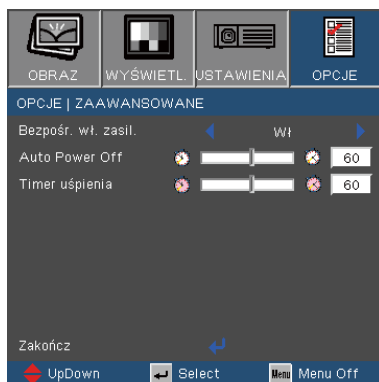 OBRAZ WYŚWIETL. USTAWIENIA OPCJE
OPCJE | ZAAWANSOWANE
Bezpośr. wł. zasil. Wł
Auto Power Off 60
Timer uśpienia 60
Zakończ
UpDown Select Menu Menu Off